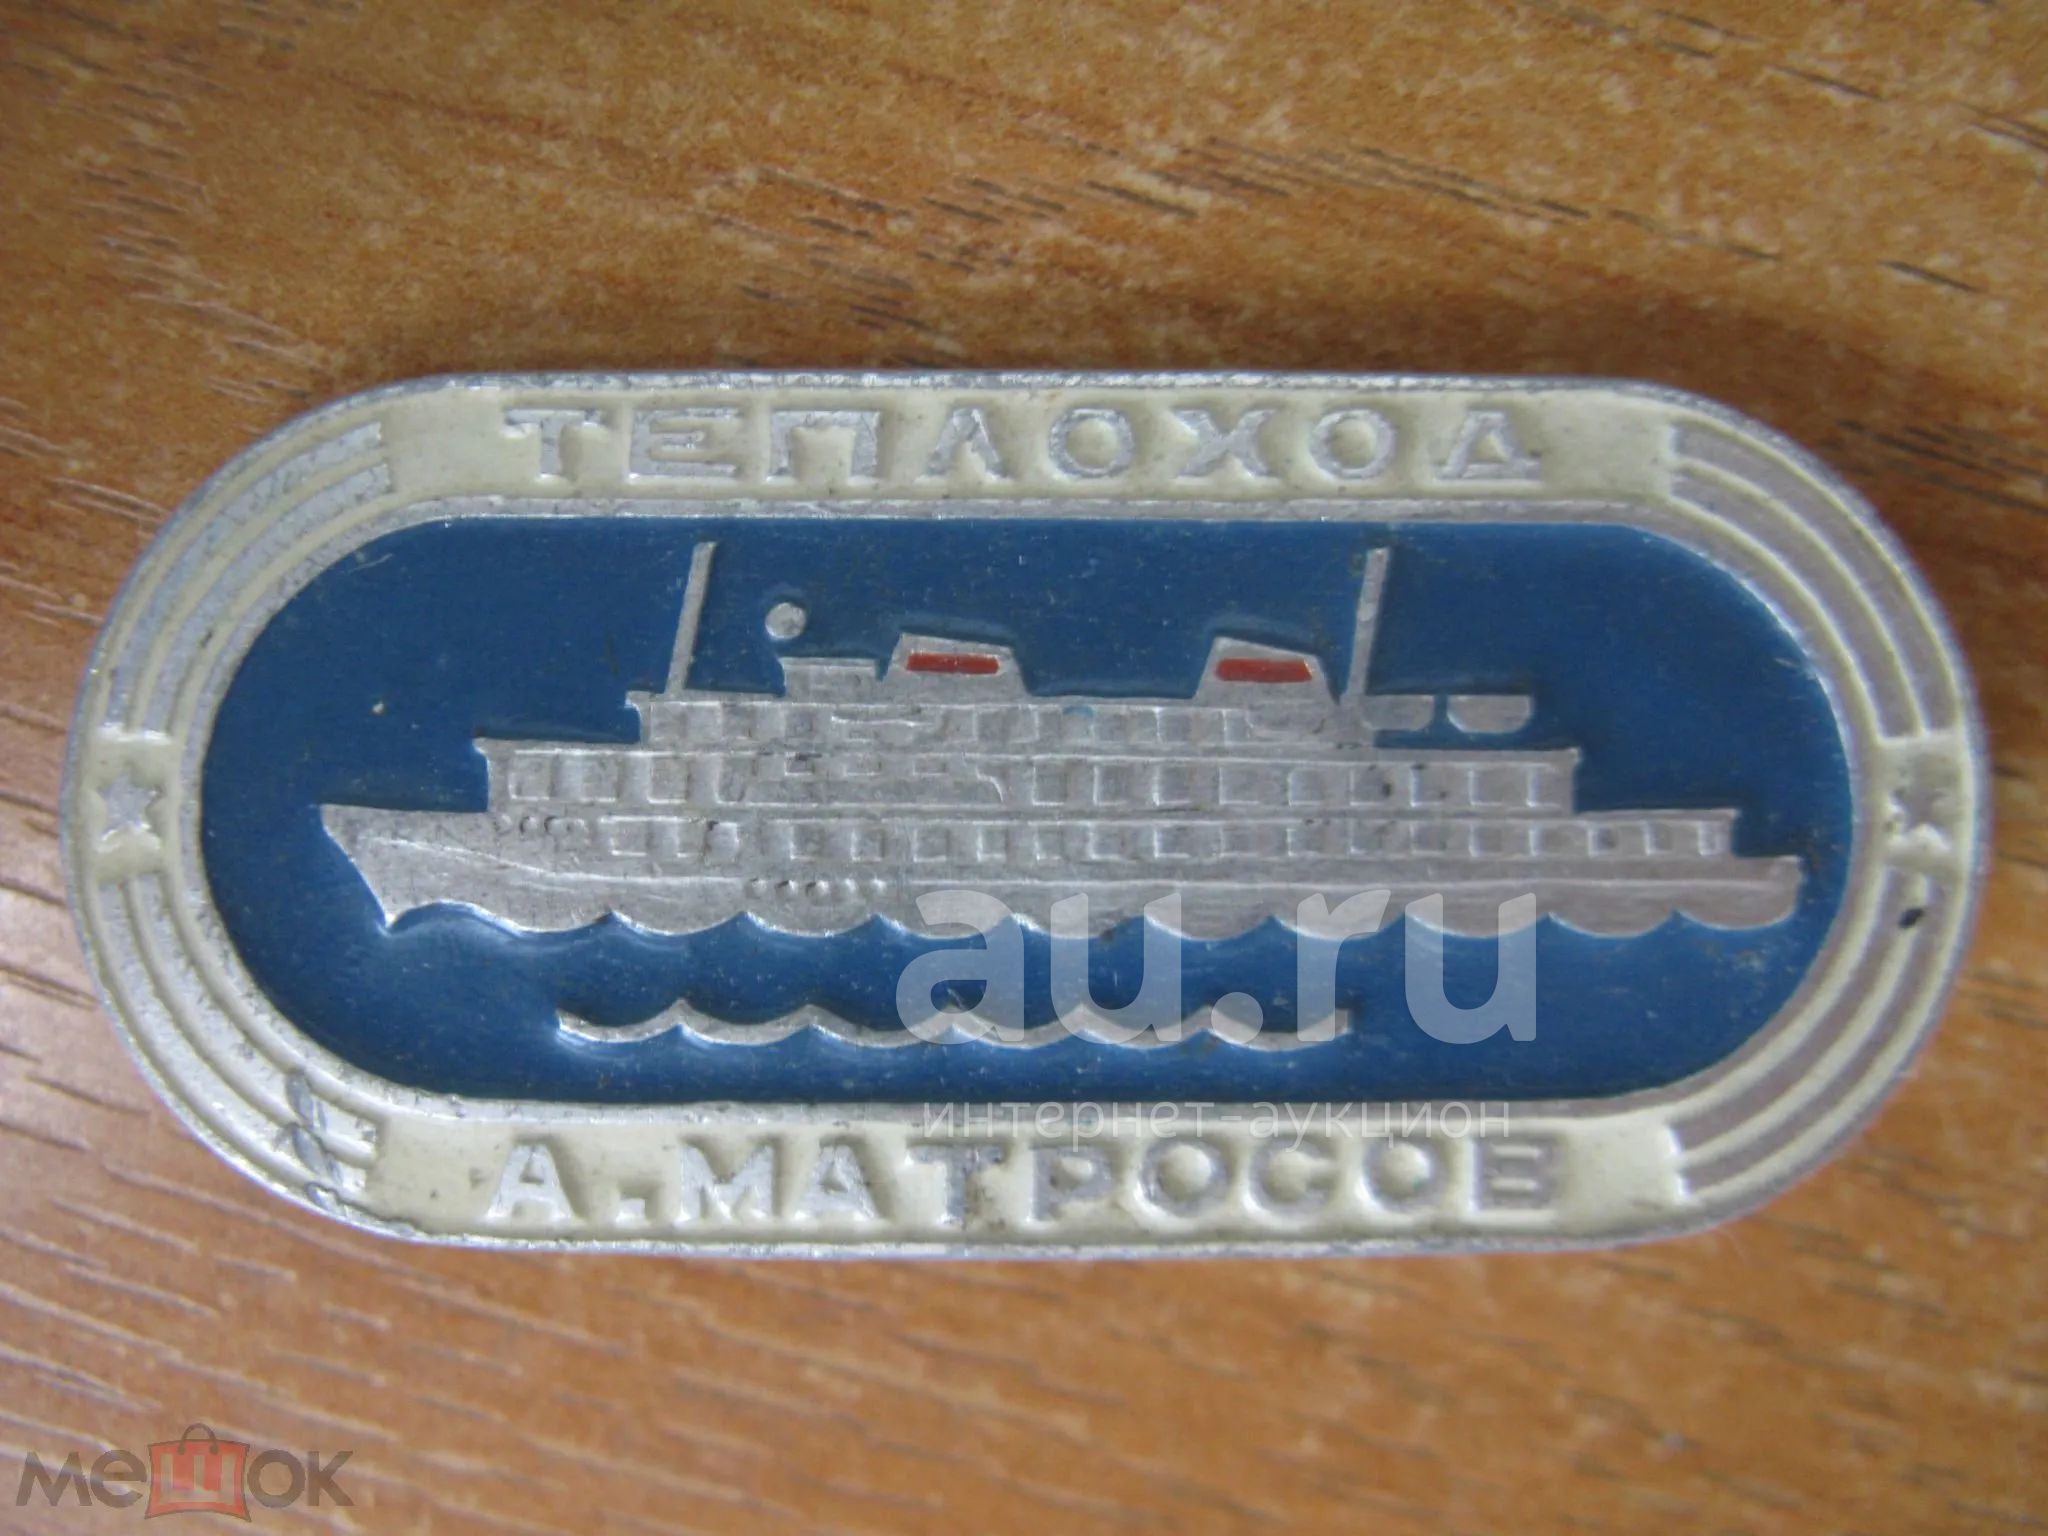 ТЕПЛОХОД
au.ru
интернет-аукцион
А.МАТРОСОВ
мешок